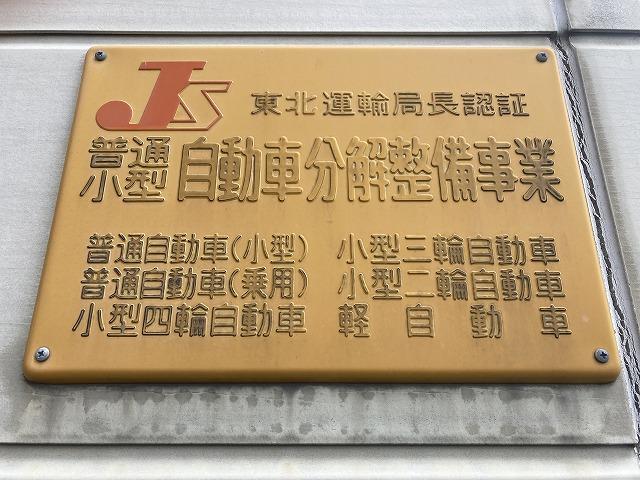 JS
東北運輸局長認証
普通
小型
自動車分解整備事業
普通自動車(小型) 小型三輪自動車
普通自動車(乗用) 小型二輪自動車
小型四輪自動車 軽自動車